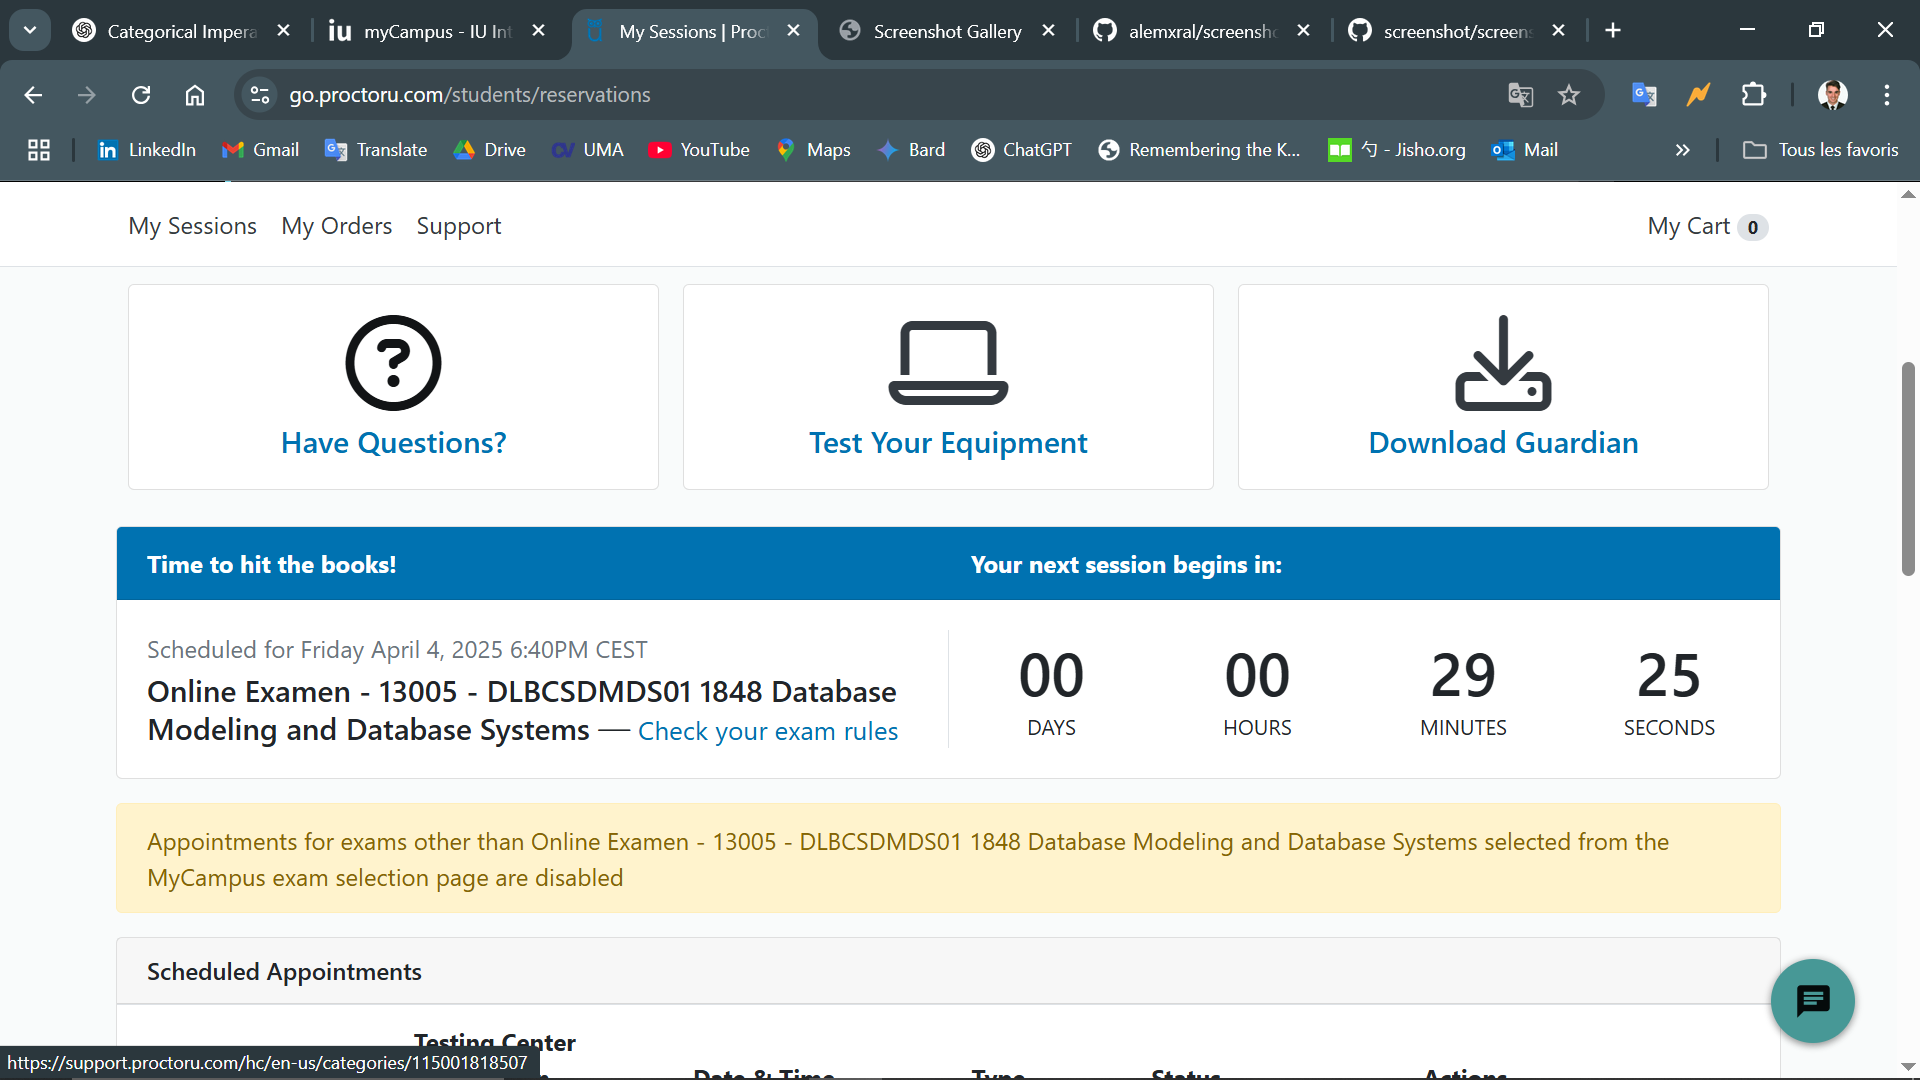 Categorical Impera
myCampus - IU Int
My Sessions | Proc
Screenshot Gallery
alemxral/screensho
screenshot/screens
go.proctoru.com/students/reservations
LinkedIn
Gmail
Translate
Drive
UMA
YouTube
Maps
Bard
ChatGPT
Remembering the K...
勺 - Jisho.org
Mail
Tous les favoris
My Sessions
My Orders
Support
My Cart 0
Have Questions?
Test Your Equipment
Download Guardian
Time to hit the books!
Your next session begins in:
Scheduled for Friday April 4, 2025 6:40PM CEST
Online Examen - 13005 - DLBCSDMDS01 1848 Database
Modeling and Database Systems — Check your exam rules
00
00
29
25
DAYS
HOURS
MINUTES
SECONDS
Appointments for exams other than Online Examen - 13005 - DLBCSDMDS01 1848 Database Modeling and Database Systems selected from the
MyCampus exam selection page are disabled
Scheduled Appointments
Testing Center
Date & Time
Type
Status
Actions
https://support.proctoru.com/hc/en-us/categories/115001818507